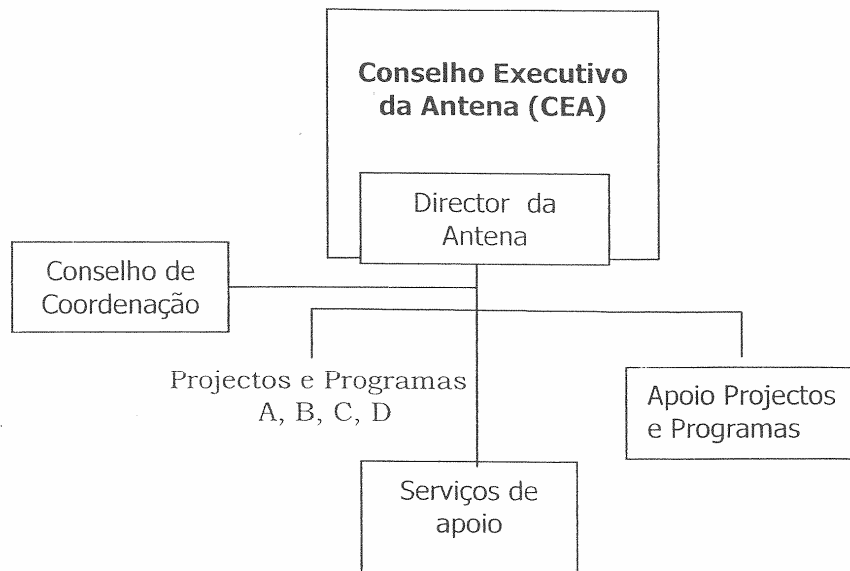 Conselho Executivo
da Antena (CEA)
Director da
Antena
Conselho de
Coordenação
Projectos e Programas
A, B, C, D
Apoio Projectos
e Programas
Serviços de
apoio